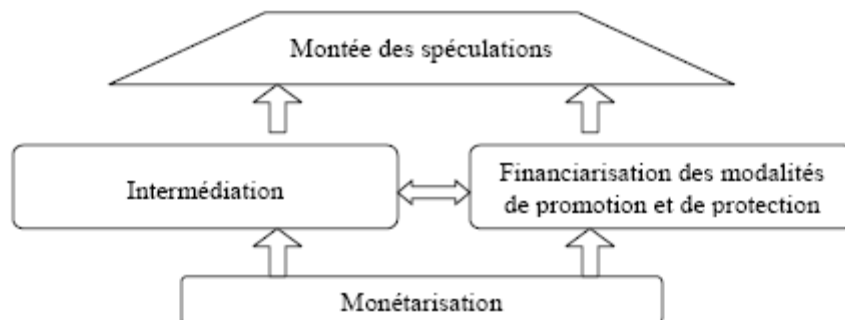 Montée des spéculations
Intermédiation
Financiarisation des modalités
de promotion et de protection
Monétarisation